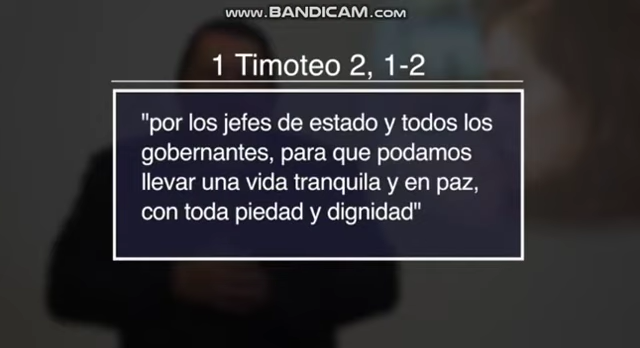 www.BANDICAM.com
1 Timoteo 2, 1-2
"por los jefes de estado y todos los
gobernantes, para que podamos
llevar una vida tranquila y en paz,
con toda piedad y dignidad"